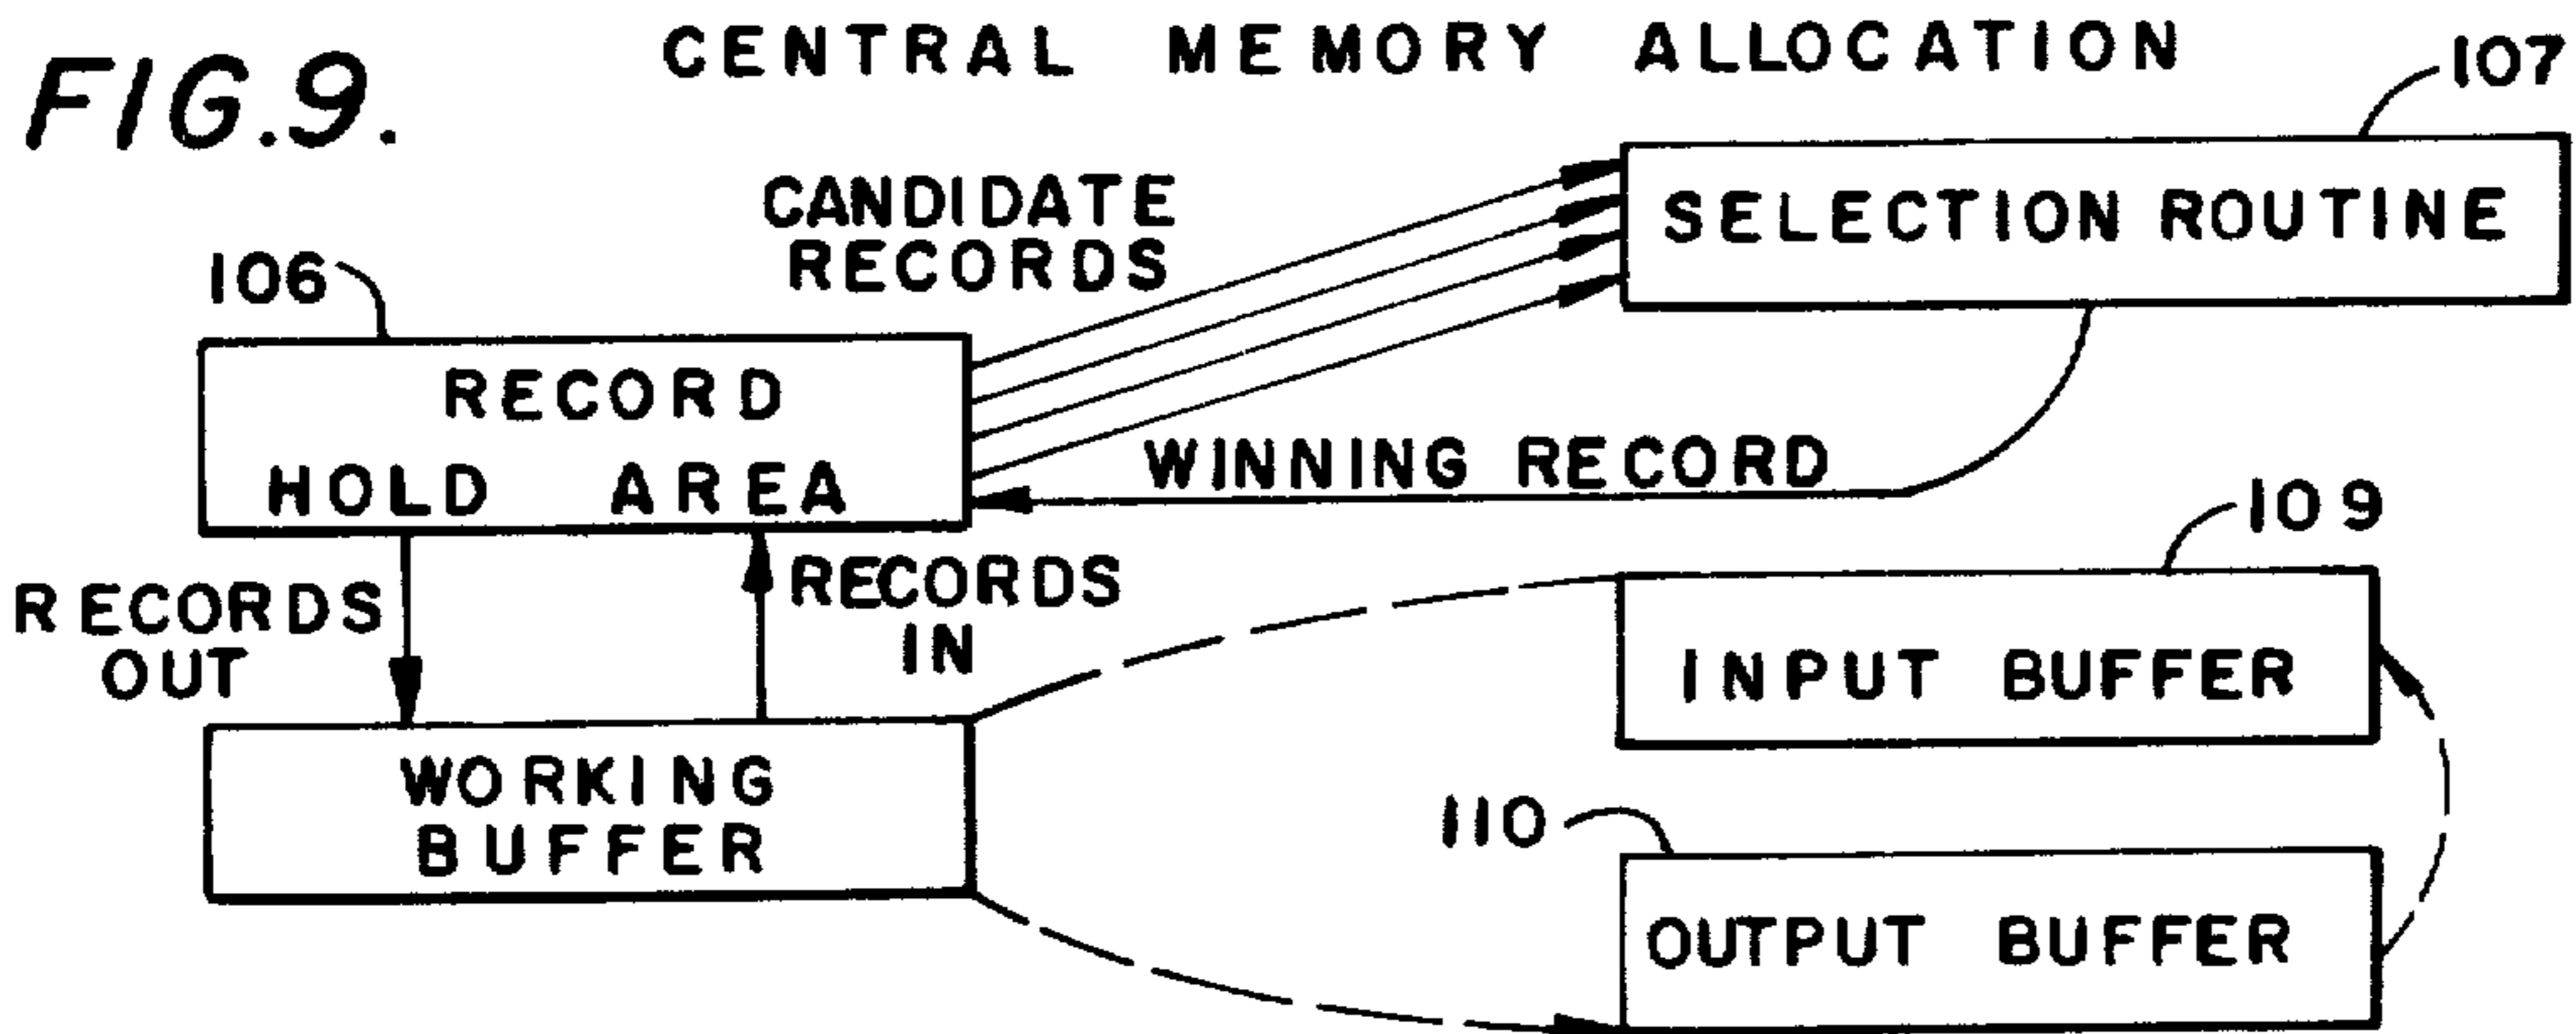 FIG.9.
CENTRAL MEMORY ALLOCATION
107
CANDIDATE
RECORDS
SELECTION ROUTINE
106
RECORD
HOLD AREA
WINNING RECORD
109
RECORDS
OUT
RECORDS
IN
INPUT BUFFER
WORKING
BUFFER
110
OUTPUT BUFFER